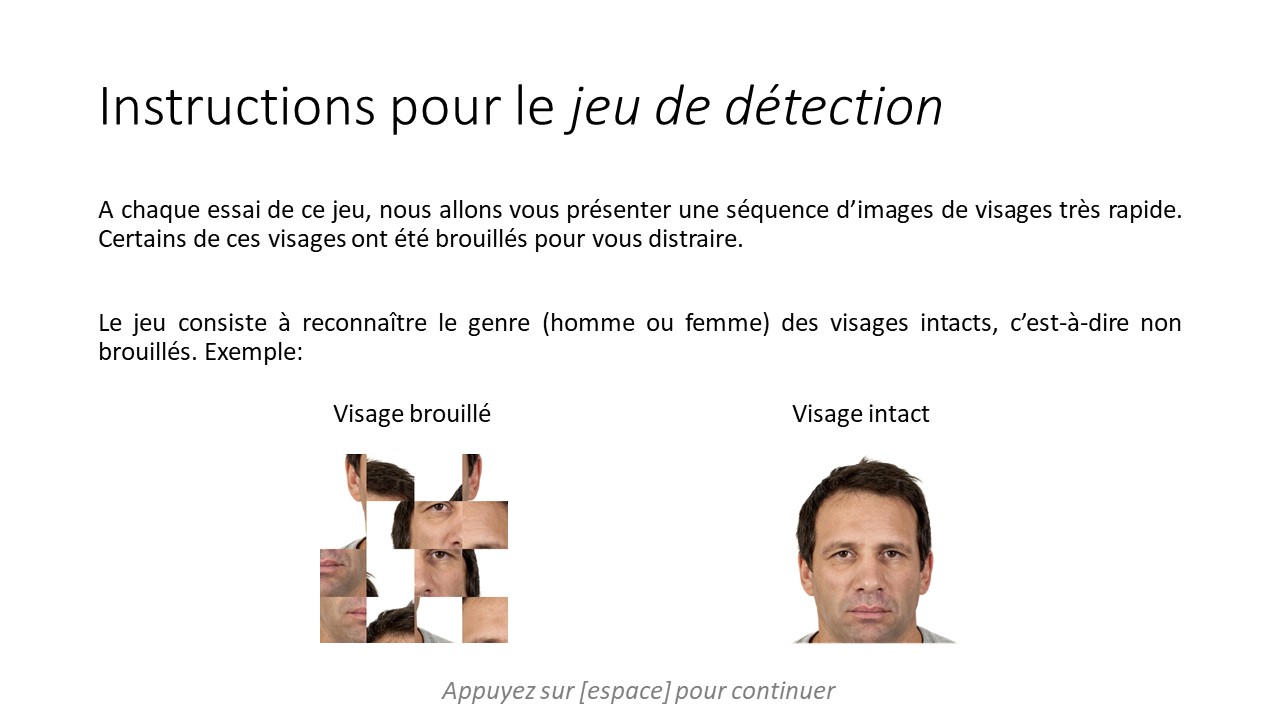 Instructions pour le jeu de détection
A chaque essai de ce jeu, nous allons vous présenter une séquence d’images de visages très rapide.
Certains de ces visages ont été brouillés pour vous distraire.
Le jeu consiste à reconnaître le genre (homme ou femme) des visages intacts, c’est-à-dire non
brouillés. Exemple:
Visage brouillé
Visage intact
Appuyez sur [espace] pour continuer